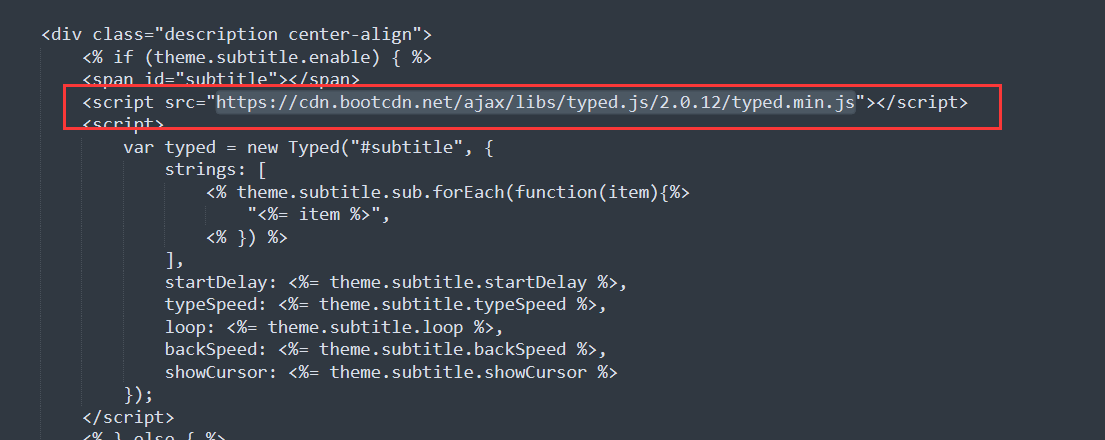 <div class="description center-align">
<% if (theme.subtitle.enable) { %>
<span id="subtitle"></span>
<script src="https://cdn.bootcdn.net/ajax/libs/typed.js/2.0.12/typed.min.js"></script>
<script>
var typed = new Typed("#subtitle", {
strings: [
<% theme.subtitle.sub.forEach(function(item){%>
"<%= item %>",
<% }) %>
],
startDelay: <%= theme.subtitle.startDelay %>,
typeSpeed: <%= theme.subtitle.typeSpeed %>,
loop: <%= theme.subtitle.loop %>,
backSpeed: <%= theme.subtitle.backSpeed %>,
showCursor: <%= theme.subtitle.showCursor %>
});
</script>
<% } else { %>